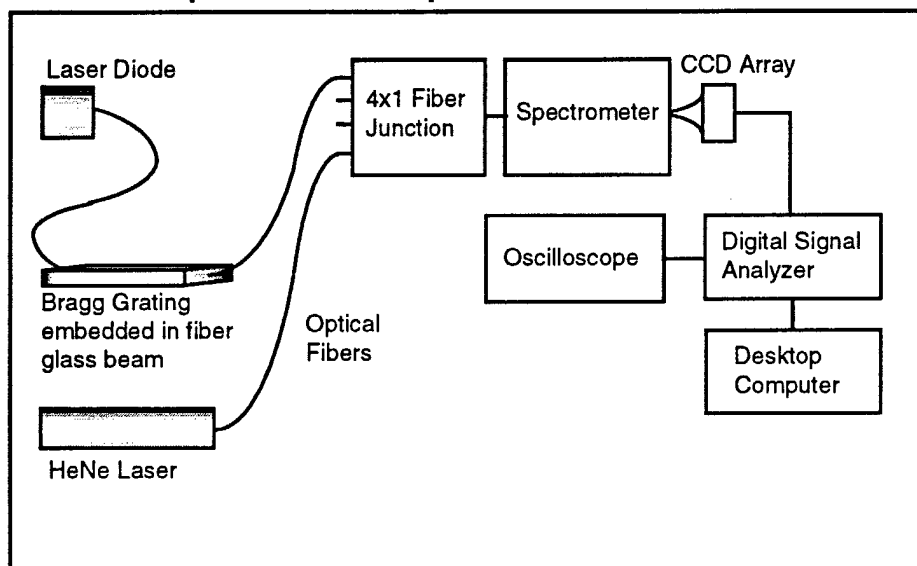 Laser Diode
4x1 Fiber
Junction
Spectrometer
CCD Array
Oscilloscope
Digital Signal
Analyzer
Bragg Grating
embedded in fiber
glass beam
Optical
Fibers
Desktop
Computer
HeNe Laser